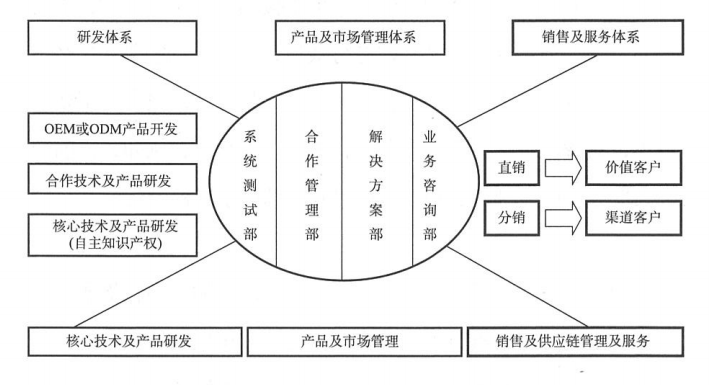 研发体系
产品及市场管理体系
销售及服务体系
OEM或ODM产品开发
合作技术及产品研发
核心技术及产品研发
(自主知识产权)
系统测试部
合作管理部
解决方案部
业务咨询部
直销
价值客户
分销
渠道客户
核心技术及产品研发
产品及市场管理
销售及供应链管理及服务